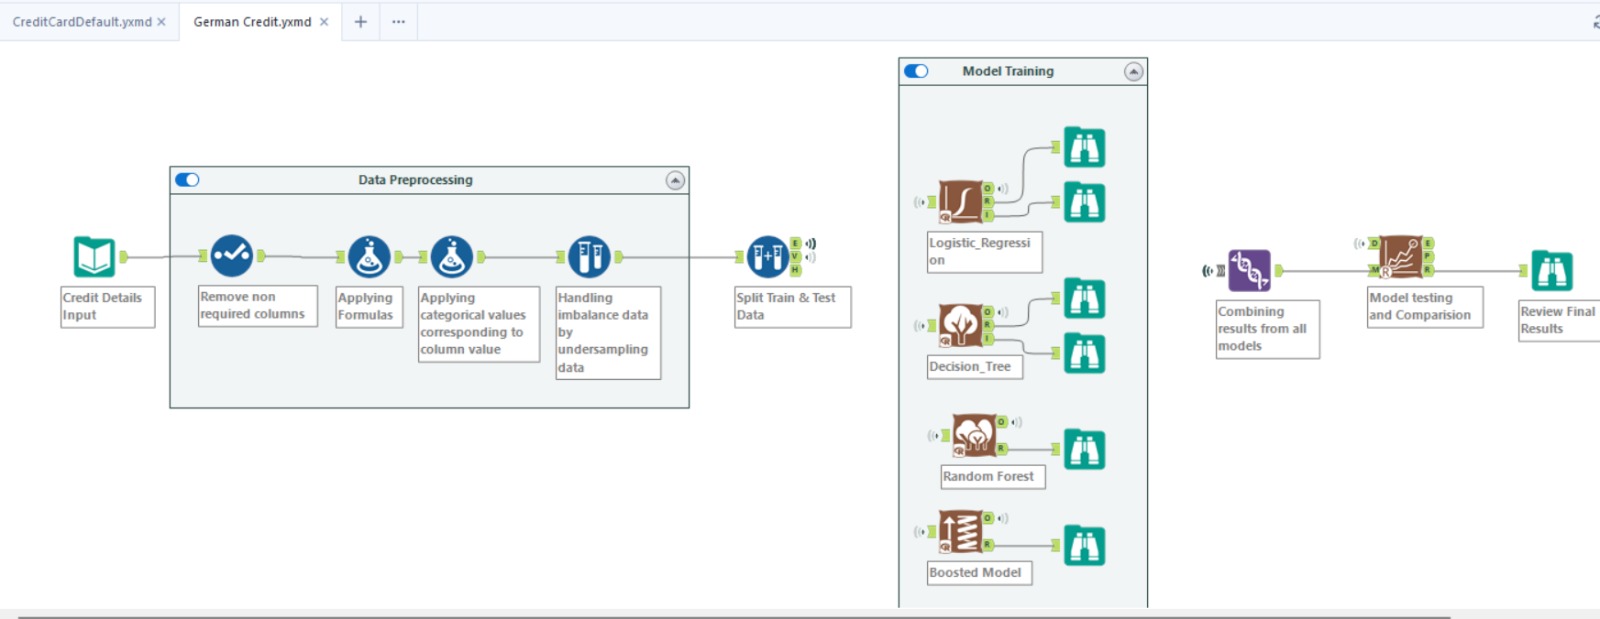 CreditCardDefault.yxmd ×
German Credit.yxmd ×
+
...
Model Training
Data Preprocessing
Credit Details
Input
Remove non
required columns
Applying
Formulas
Applying
categorical values
corresponding to
column value
Handling
imbalance data
by
undersampling
data
E
V
H
Split Train & Test
Data
O
R
I
R
Logistic_Regressi
on
O
R
I
R
Decision_Tree
O
R
R
Random Forest
O
R
R
Boosted Model
Combining
results from all
models
D
M
E
P
R
R
Model testing
and Comparision
Review Final
Results